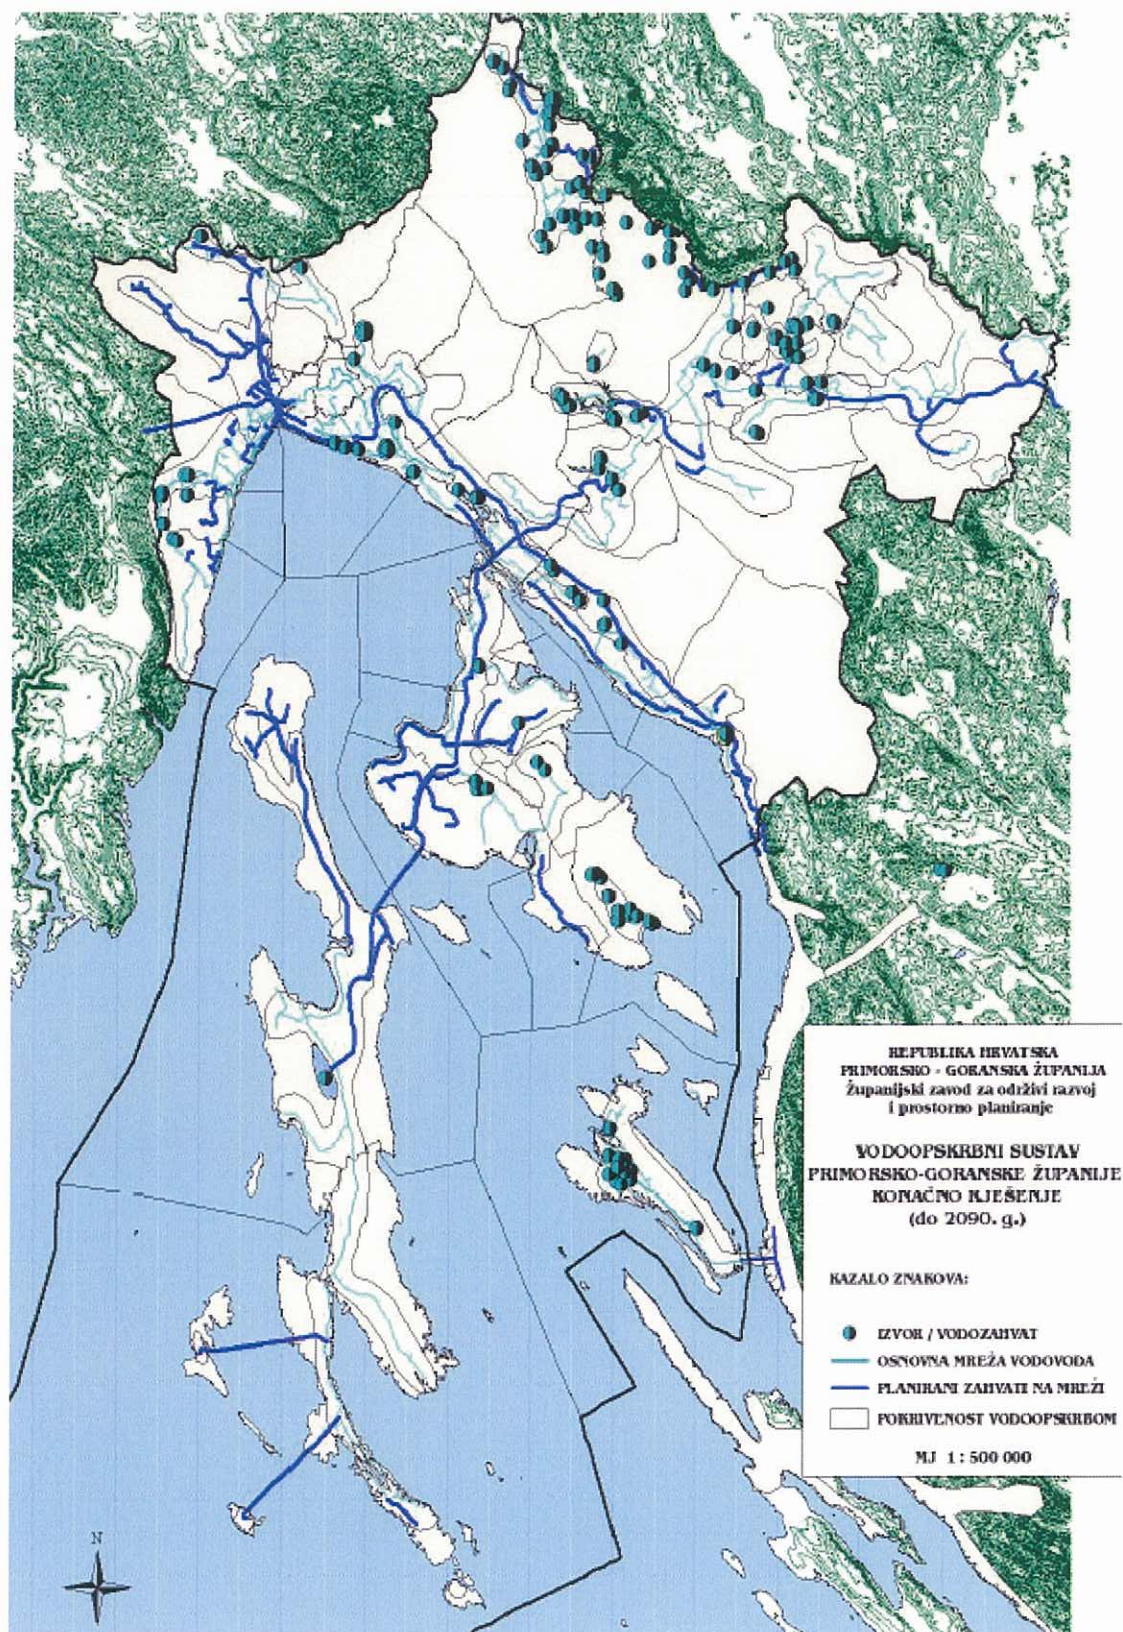 REPUBLIKA HRVATSKA
PRIMORSKO - GORANSKA ŽUPANIJA
Županijski zavod za održivi razvoj
i prostorno planiranje
VODOOPSKRBNI SUSTAV
PRIMORSKO-GORANSKE ŽUPANIJE
KONAČNO RJEŠENJE
(do 2090. g.)
KAZALO ZNAKOVA:
IZVOR / VODOZAHVAT
OSNOVNA MREŽA VODOVODA
PLANIRANI ZAHVATI NA MREŽI
POKRIVENOST VODOOPSKRBOM
MJ 1 : 500 000
N